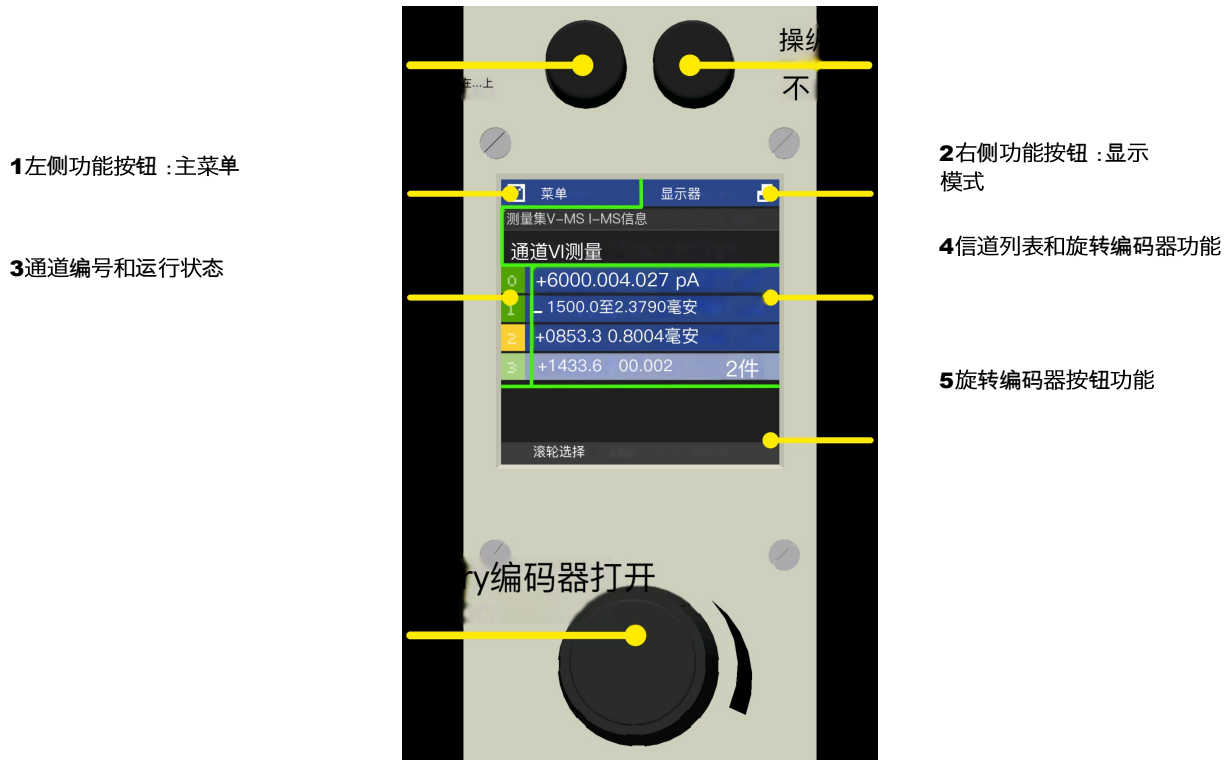 操纵
在...上
不
1左侧功能按钮 : 主菜单
2右侧功能按钮 : 显示
模式
菜单
显示器
测量集V-MS I-MS信息
通道VI测量
3通道编号和运行状态
4信道列表和旋转编码器功能
0 +6000.004.027 pA
1 _ 1500.0至2.3790毫安
2 +0853.3 0.8004毫安
3 +1433.6 00.002 2件
5旋转编码器按钮功能
滚轮选择
ry编码器打开